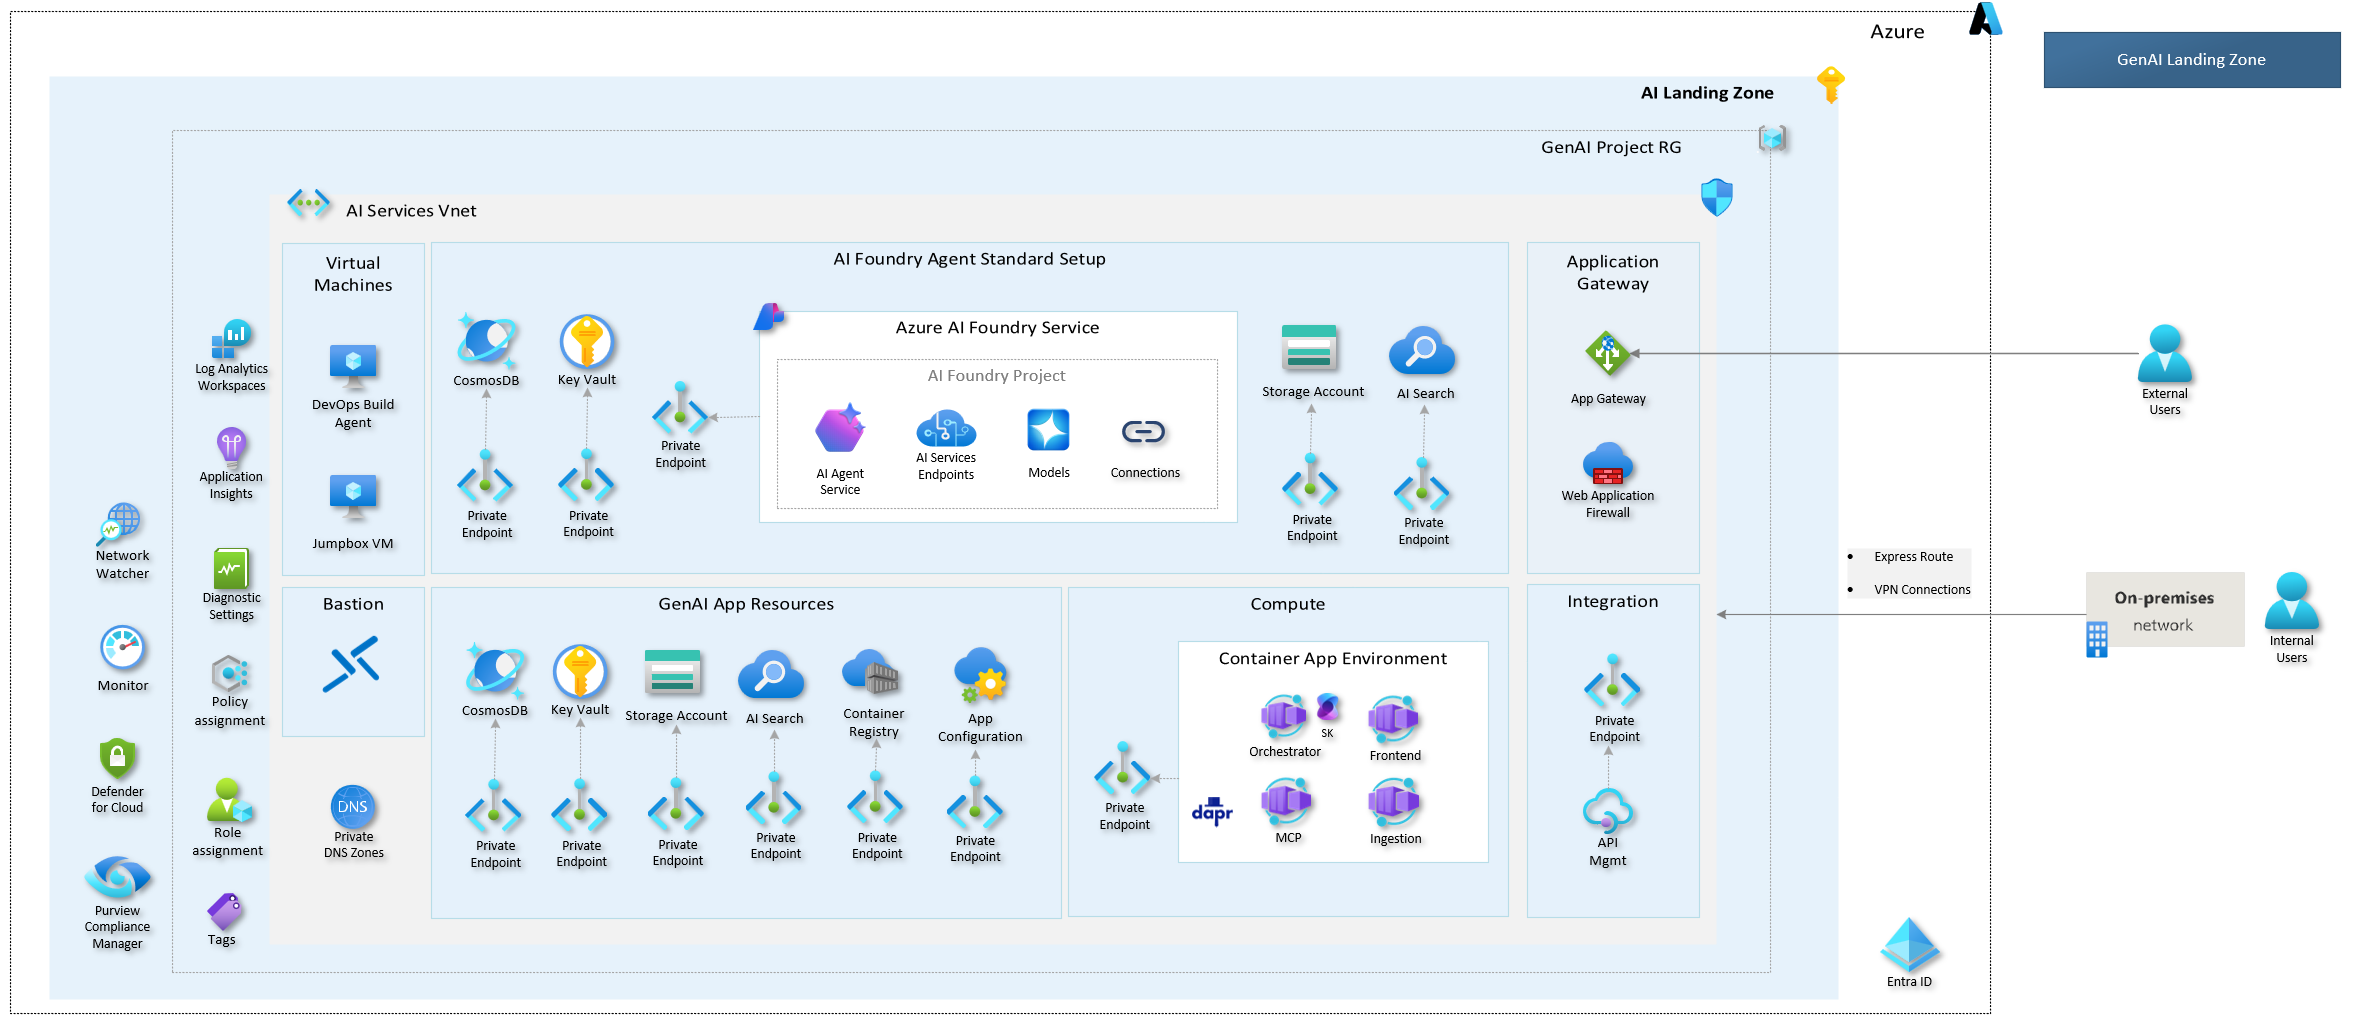 Azure
GenAI Landing Zone
AI Landing Zone
GenAI Project RG
AI Services Vnet
Virtual
Machines
DevOps Build
Agent
Jumpbox VM
AI Foundry Agent Standard Setup
CosmosDB
Private
Endpoint
Key Vault
Private
Endpoint
Private
Endpoint
Azure AI Foundry Service
AI Foundry Project
AI Agent
Service
AI Services
Endpoints
Models
Connections
Storage Account
Private
Endpoint
AI Search
Private
Endpoint
Application
Gateway
App Gateway
Web Application
Firewall
External
Users
Log Analytics
Workspaces
Application
Insights
Diagnostic
Settings
Policy
assignment
Role
assignment
Tags
Network
Watcher
Monitor
Defender
for Cloud
Purview
Compliance
Manager
Bastion
DNS
Private
DNS Zones
GenAI App Resources
CosmosDB
Private
Endpoint
Key Vault
Private
Endpoint
Storage Account
Private
Endpoint
AI Search
Private
Endpoint
Container
Registry
Private
Endpoint
App
Configuration
Private
Endpoint
Compute
Container App Environment
Private
Endpoint
dapr
Orchestrator
SK
Frontend
MCP
Ingestion
Integration
Private
Endpoint
API
Mgmt
• Express Route
• VPN Connections
On-premises
network
Internal
Users
Entra ID